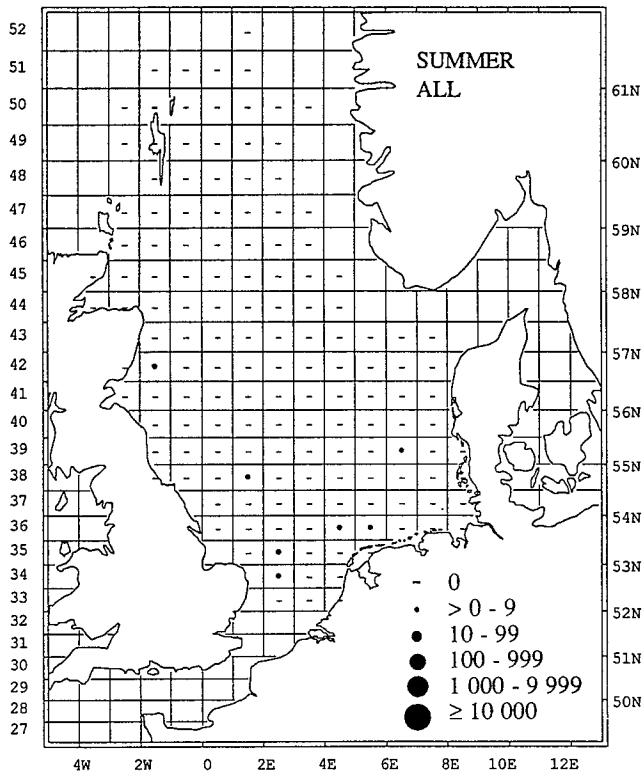 52
SUMMER
51
ALL
50
61N
49
48
60N
47
46
59N
45
58N
44
43
57N
42
41
56N
40
39
55N
38
37
36
54N
35
34
53N
33
- 0
> 0 - 9
32
52N
10 - 99
31
51N
100 - 999
30
1 000 - 9 999
29
50N
28
≥ 10 000
27
4W 2W 0 2E 4E 6E 8E 10E 12E